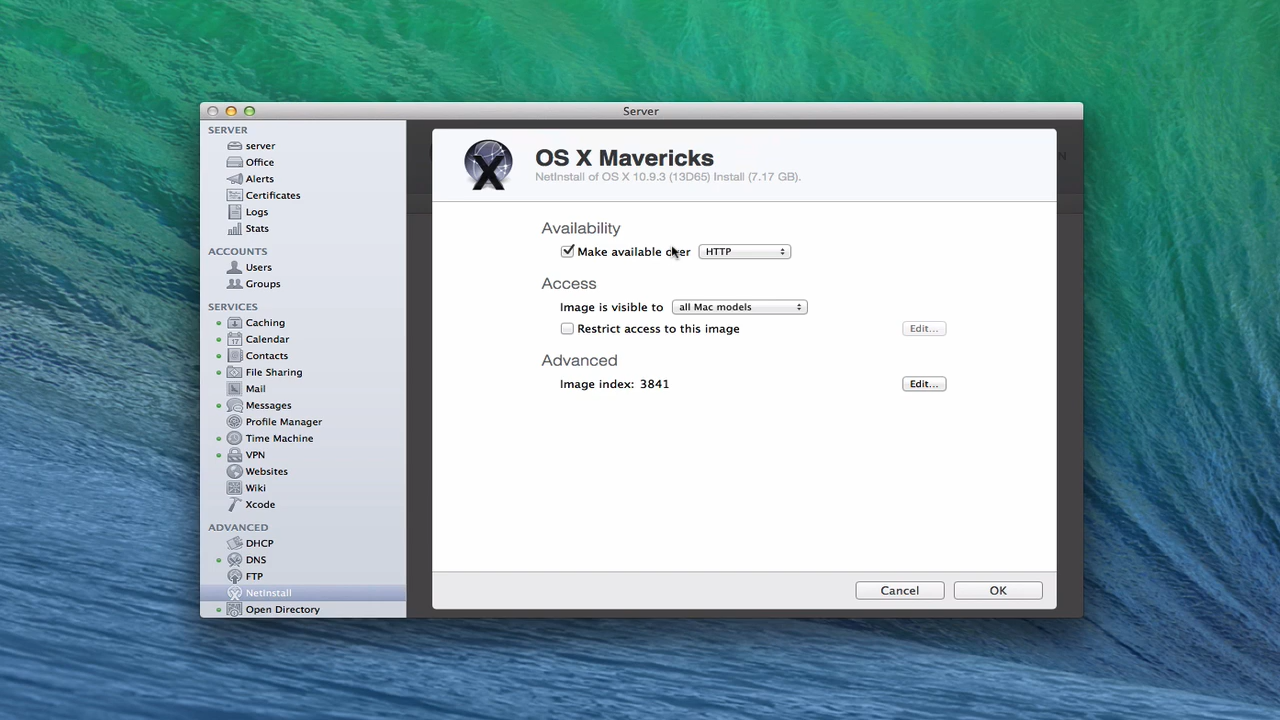 Server
SERVER
server
Office
Alerts
Certificates
Logs
Stats
ACCOUNTS
Users
Groups
SERVICES
Caching
17 Calendar
Contacts
File Sharing
Mail
Messages
Profile Manager
Time Machine
VPN
Websites
Wiki
Xcode
ADVANCED
DHCP
DNS
FTP
NetInstall
Open Directory
OS X Mavericks
NetInstall of OS X 10.9.3 (13D65) Install (7.17 GB).
Availability
Make available over HTTP
Access
Image is visible to all Mac models
Restrict access to this image Edit...
Advanced
Image index: 3841 Edit...
Cancel OK